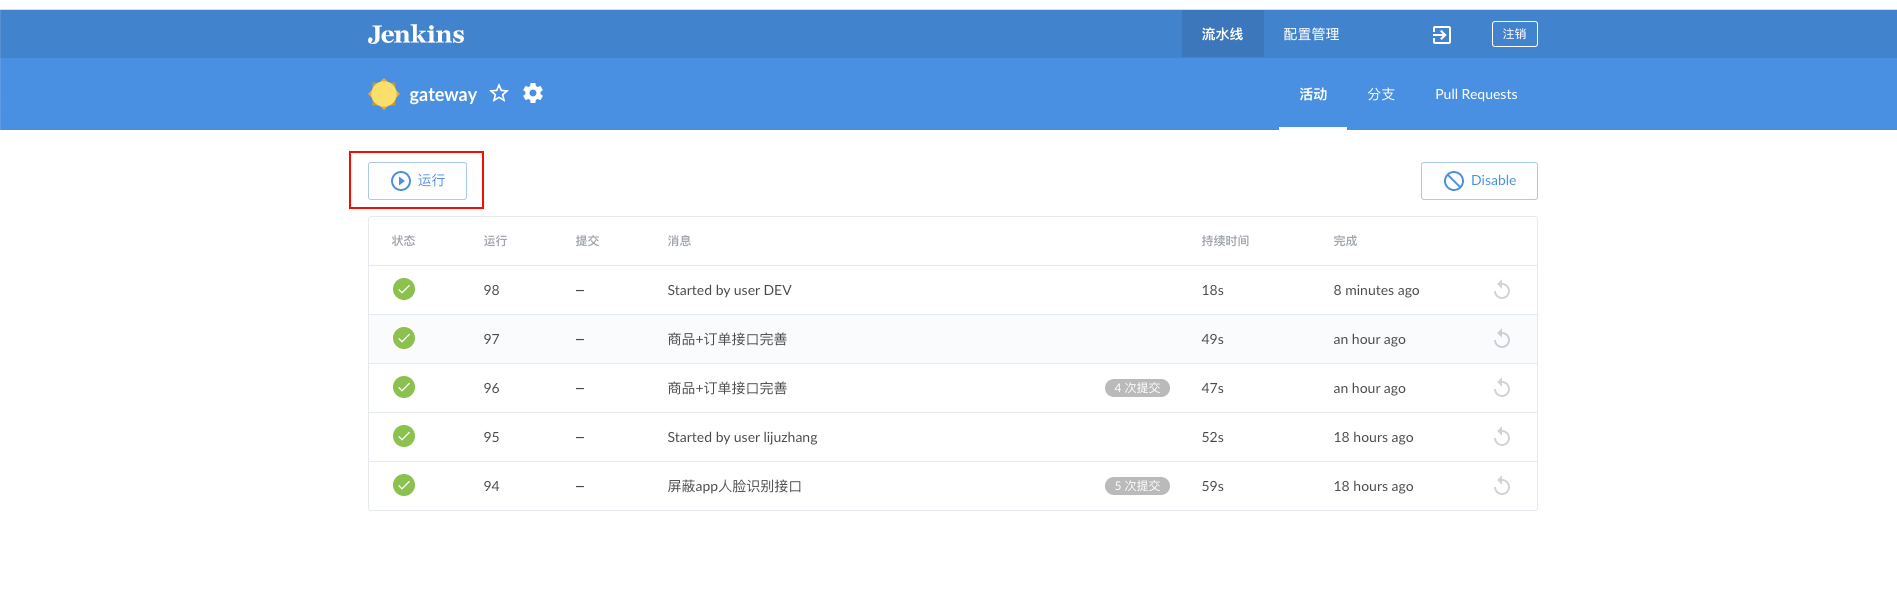 Jenkins 流水线 配置管理 注销
gateway 活动 分支 Pull Requests
运行 Disable
状态 运行 提交 消息 持续时间 完成
98 – Started by user DEV 18s 8 minutes ago
97 – 商品+订单接口完善 49s an hour ago
96 – 商品+订单接口完善 4 次提交 47s an hour ago
95 – Started by user lijuzhang 52s 18 hours ago
94 – 屏蔽app人脸识别接口 5 次提交 59s 18 hours ago